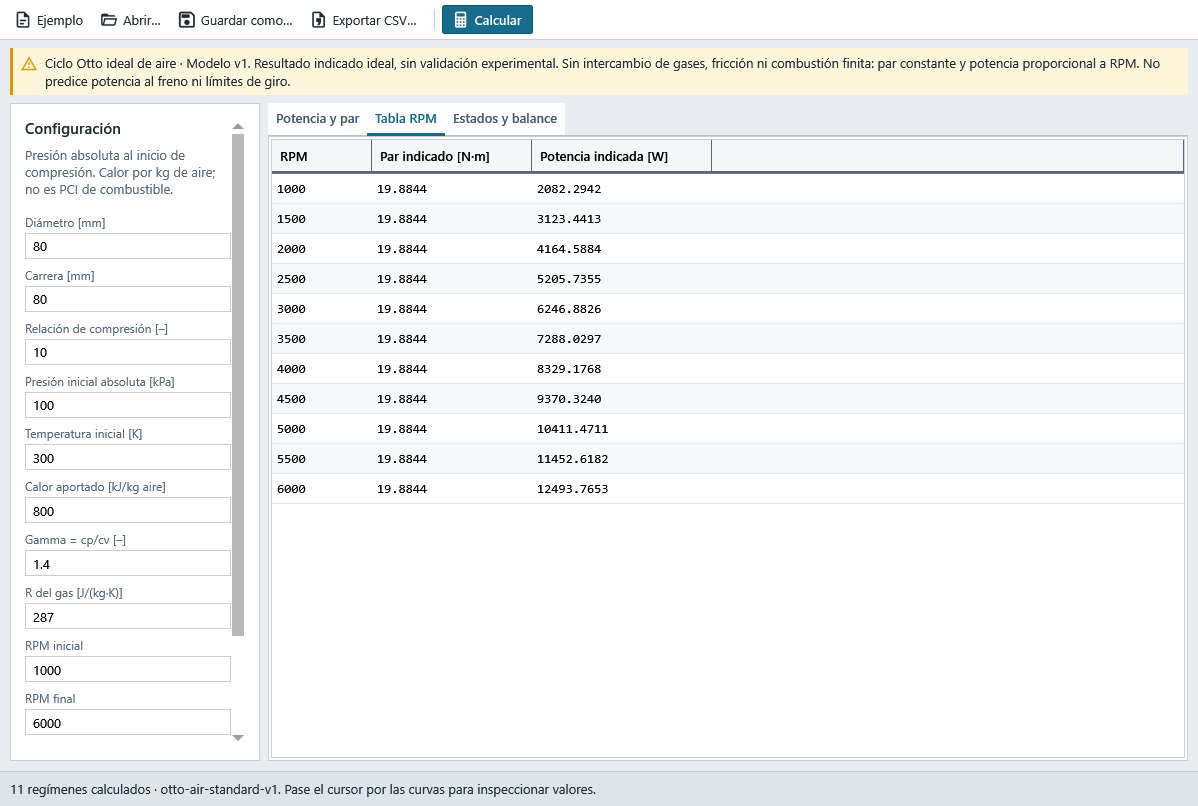 Ejemplo Abrir... Guardar como... Exportar CSV... Calcular
Ciclo Otto ideal de aire · Modelo v1. Resultado indicado ideal, sin validación experimental. Sin intercambio de gases, fricción ni combustión finita: par constante y potencia proporcional a RPM. No
predice potencia al freno ni límites de giro.
Configuración
Presión absoluta al inicio de
compresión. Calor por kg de aire;
no es PCI de combustible.
Diámetro [mm]
80
Carrera [mm]
80
Relación de compresión [–]
10
Presión inicial absoluta [kPa]
100
Temperatura inicial [K]
300
Calor aportado [kJ/kg aire]
800
Gamma = cp/cv [–]
1.4
R del gas [J/(kg·K)]
287
RPM inicial
1000
RPM final
6000
Potencia y par Tabla RPM Estados y balance
RPM Par indicado [N·m] Potencia indicada [W]
1000 19.8844 2082.2942
1500 19.8844 3123.4413
2000 19.8844 4164.5884
2500 19.8844 5205.7355
3000 19.8844 6246.8826
3500 19.8844 7288.0297
4000 19.8844 8329.1768
4500 19.8844 9370.3240
5000 19.8844 10411.4711
5500 19.8844 11452.6182
6000 19.8844 12493.7653
11 regímenes calculados · otto-air-standard-v1. Pase el cursor por las curvas para inspeccionar valores.